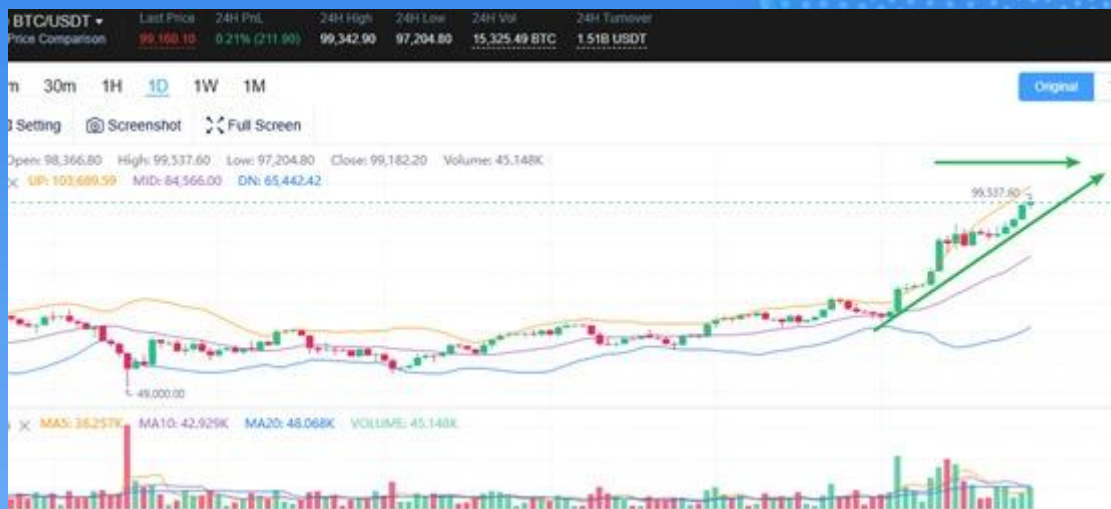 BTC/USDT
Last Price
24H PnL
24H High
24H Low
24H Vol
24H Turnover
Price Comparison
99,160.10
0.21% (211.90)
99,342.90
97,204.80
15,325.49 BTC
1.51B USDT
m 30m 1H 1D 1W 1M
Original
Setting Screenshot Full Screen
Open: 98,366.80 High: 99,537.60 Low: 97,204.80 Close: 99,182.20 Volume: 45.148K
UP: 103,689.59 MID: 84,566.00 DN: 65,442.42
99,537.60
49,000.00
MA5: 38.257K MA10: 42.929K MA20: 48.068K VOLUME: 45.148K